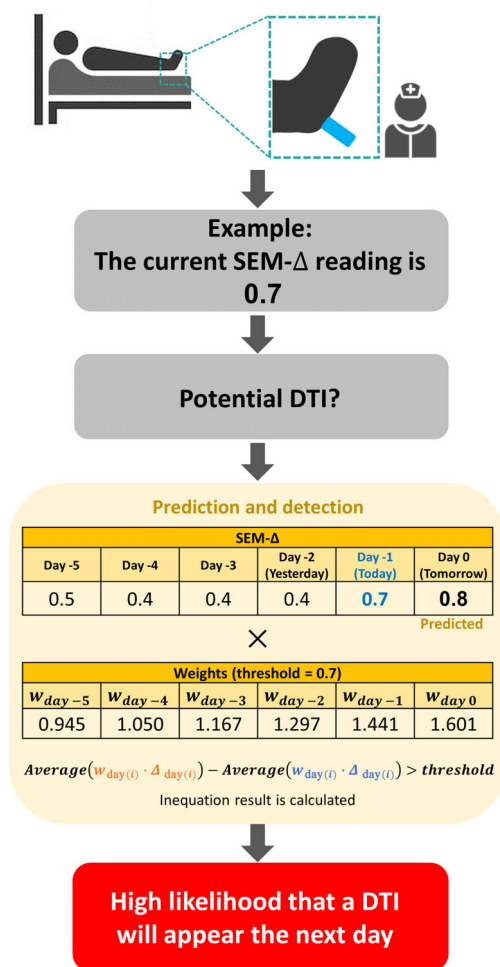 Example:
The current SEM-Δ reading is
0.7
Potential DTI?
Prediction and detection
SEM-Δ
Day -5 Day -4 Day -3 Day -2 (Yesterday) Day -1 (Today) Day 0 (Tomorrow)
0.5 0.4 0.4 0.4 0.7 0.8
Predicted
×
Weights (threshold = 0.7)
w_day −5 w_day −4 w_day −3 w_day −2 w_day −1 w_day 0
0.945 1.050 1.167 1.297 1.441 1.601
Average(w_day(i) · Δ_day(i)) − Average(w_day(i) · Δ_day(i)) > threshold
Inequation result is calculated
High likelihood that a DTI
will appear the next day